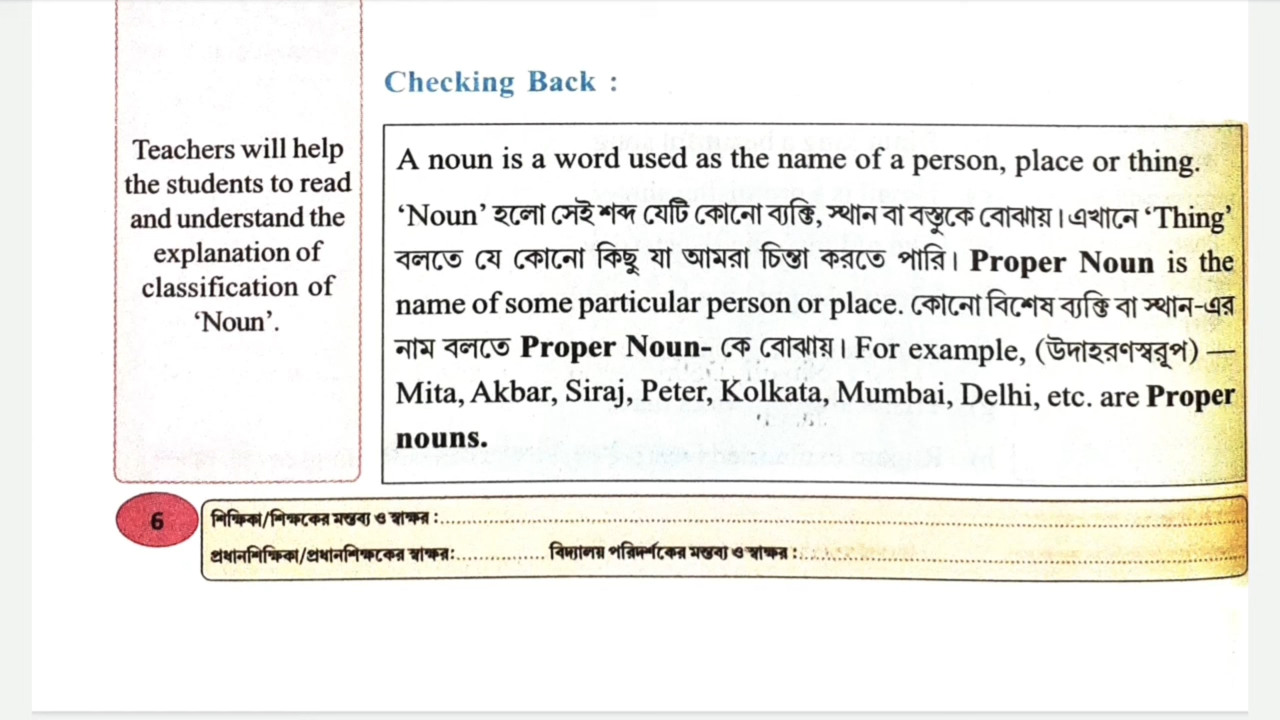 Checking Back :
Teachers will help
the students to read
and understand the
explanation of
classification of
‘Noun’.
A noun is a word used as the name of a person, place or thing.
‘Noun’ হলো সেই শব্দ যেটি কোনো ব্যক্তি, স্থান বা বস্তুকে বোঝায়। এখানে ‘Thing’
বলতে যে কোনো কিছু যা আমরা চিন্তা করতে পারি। Proper Noun is the
name of some particular person or place. কোনো বিশেষ ব্যক্তি বা স্থান-এর
নাম বলতে Proper Noun- কে বোঝায়। For example, (উদাহরণস্বরূপ) —
Mita, Akbar, Siraj, Peter, Kolkata, Mumbai, Delhi, etc. are Proper
nouns.
6
শিক্ষিকা/শিক্ষকের মন্তব্য ও স্বাক্ষর :
প্রধানশিক্ষিকা/প্রধানশিক্ষকের স্বাক্ষর:............... বিদ্যালয় পরিদর্শকের মন্তব্য ও স্বাক্ষর :